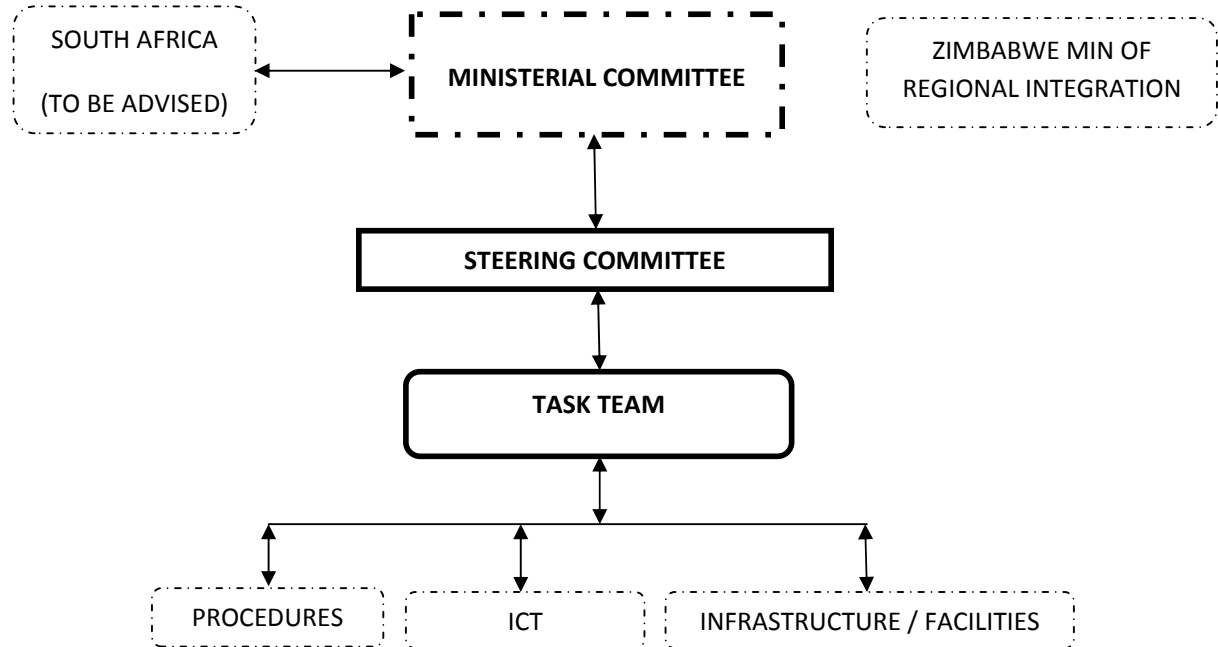 SOUTH AFRICA
(TO BE ADVISED)
MINISTERIAL COMMITTEE
ZIMBABWE MIN OF
REGIONAL INTEGRATION
STEERING COMMITTEE
TASK TEAM
PROCEDURES
ICT
INFRASTRUCTURE / FACILITIES